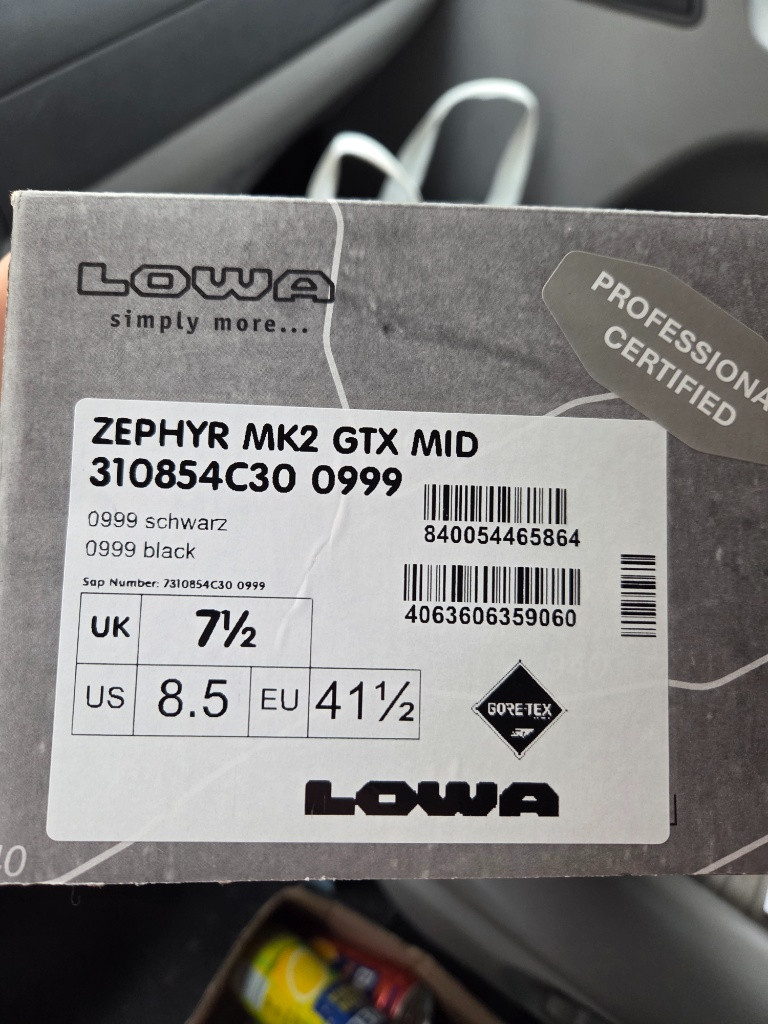 LOWA
simply more...
PROFESSIONA
CERTIFIED
ZEPHYR MK2 GTX MID
310854C30 0999
0999 schwarz
0999 black
840054465864
Sap Number: 7310854C30 0999
4063606359060
UK 7½
US 8.5 EU 41½
GORE-TEX
LOWA